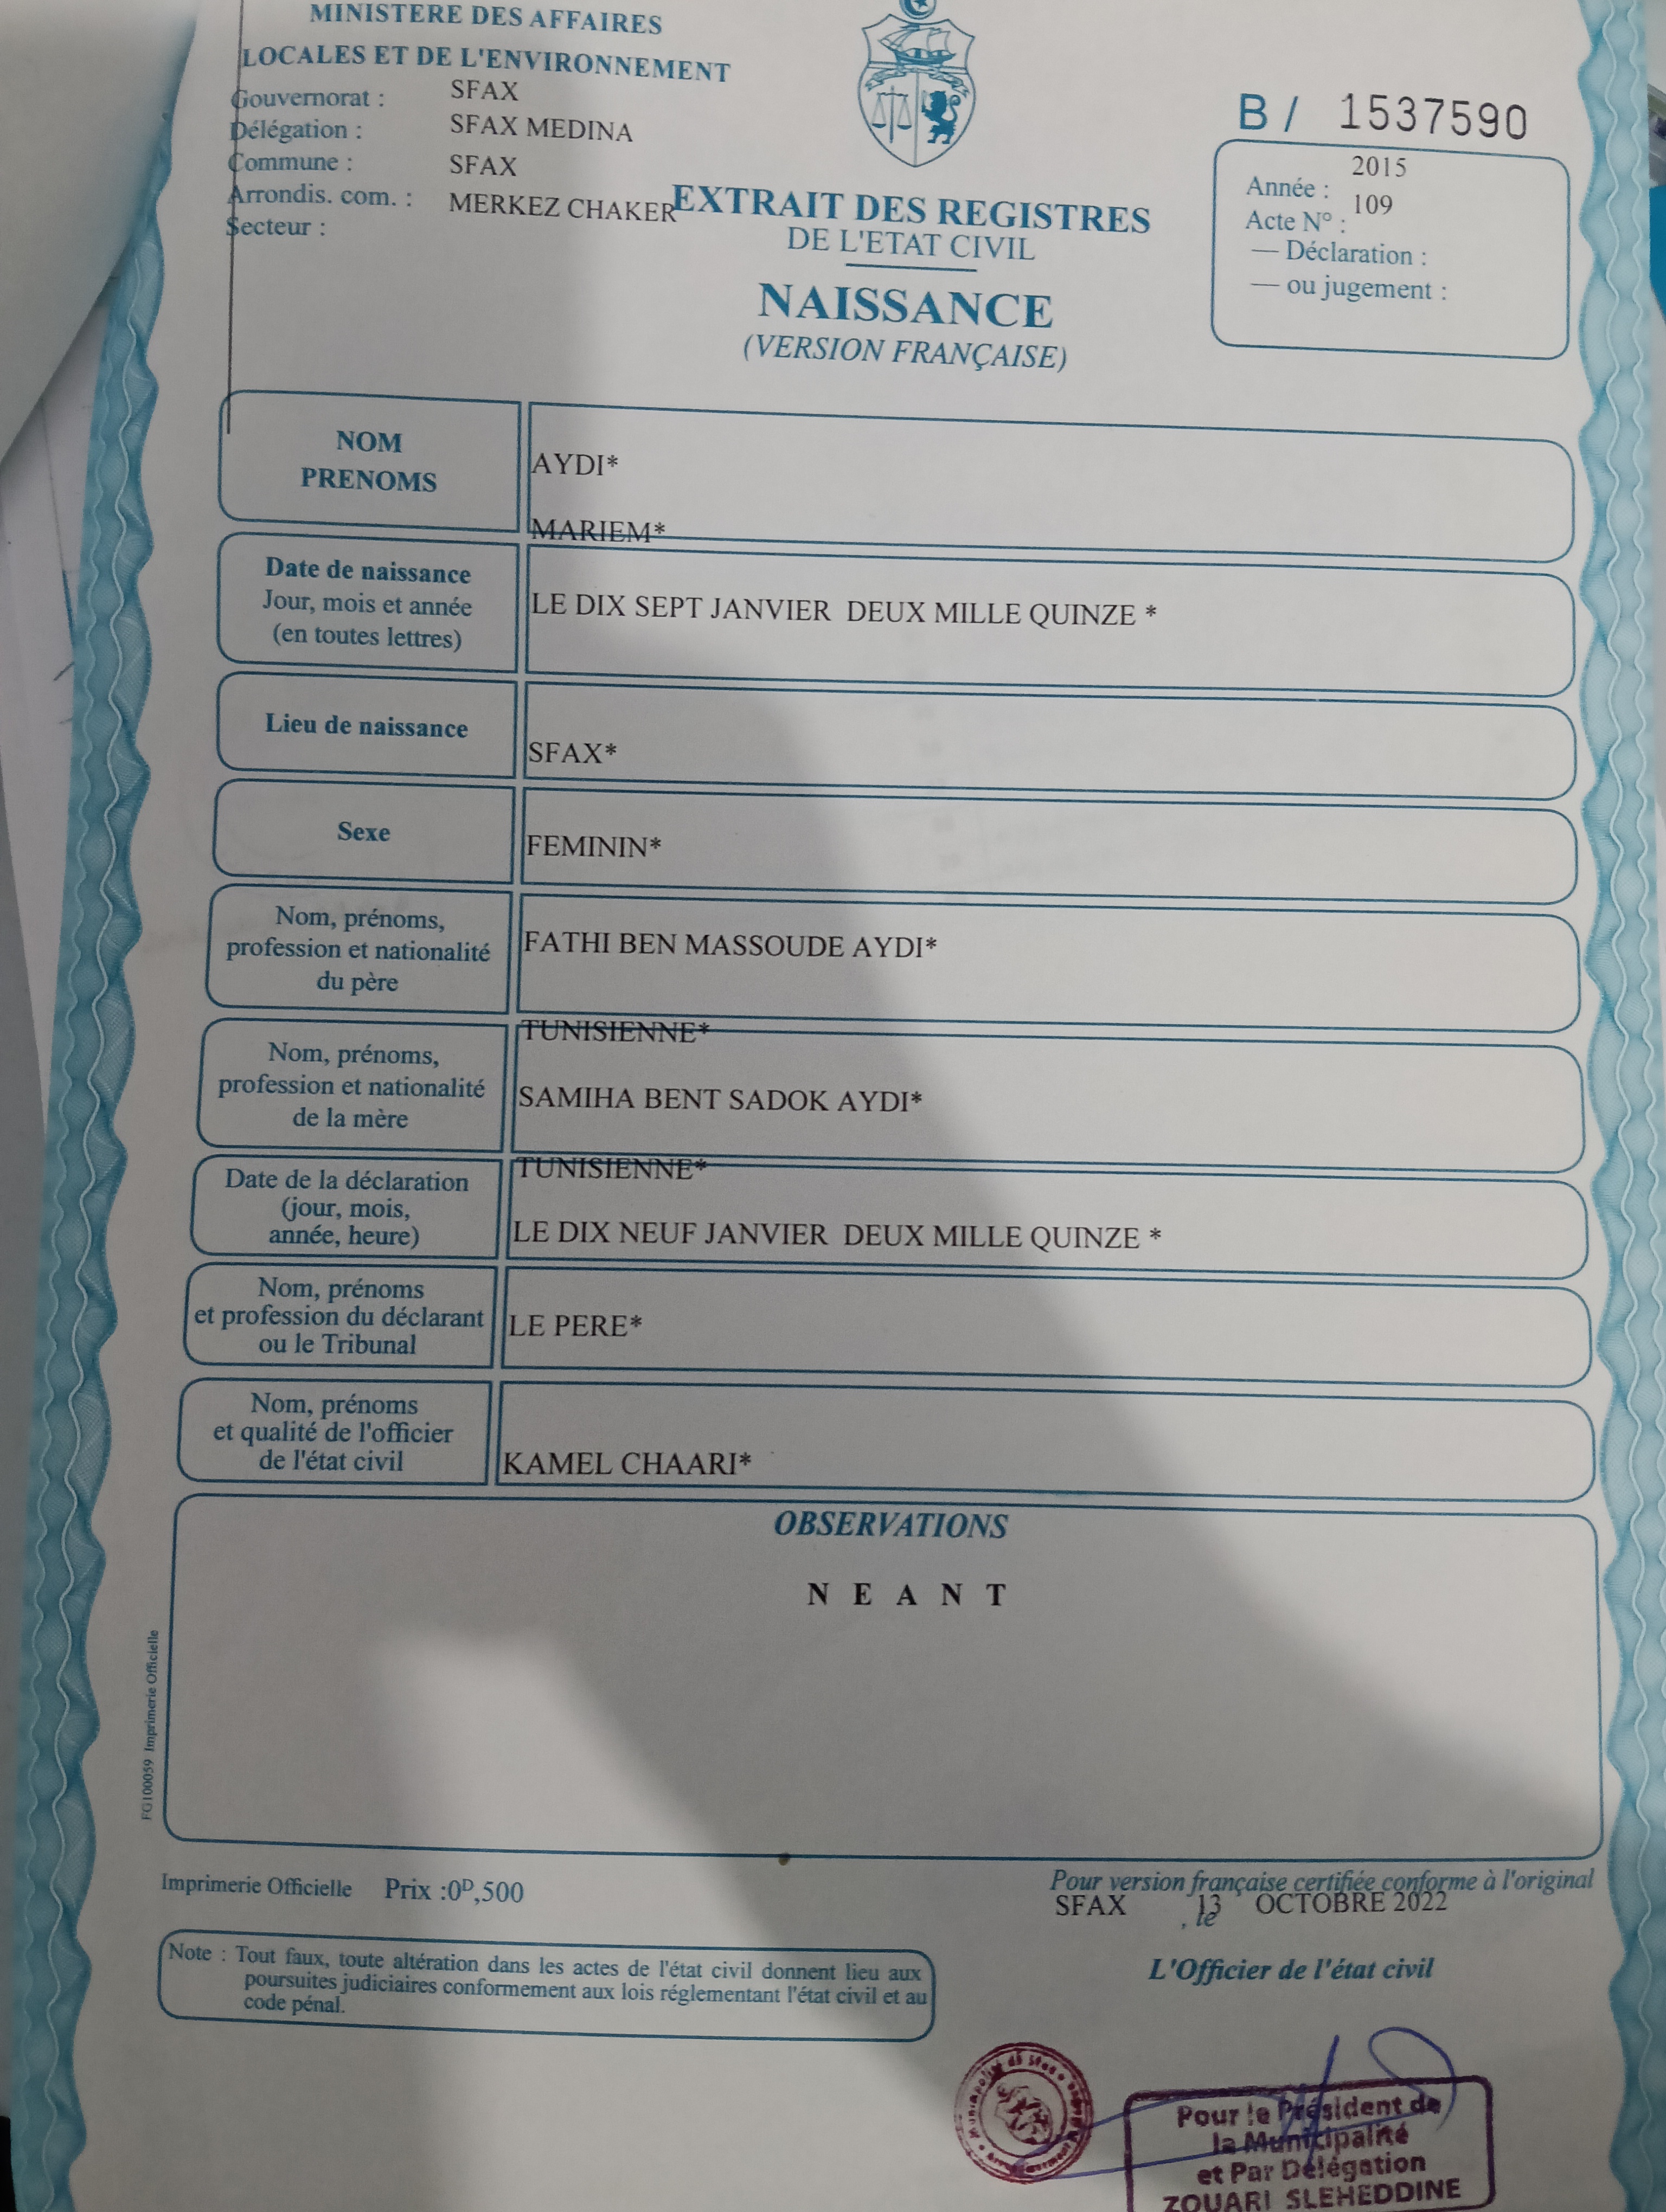 MINISTERE DES AFFAIRES
LOCALES ET DE L'ENVIRONNEMENT
Gouvernorat : SFAX
Délégation : SFAX MEDINA
Commune : SFAX
Arrondis. com. : MERKEZ CHAKER
Secteur :
EXTRAIT DES REGISTRES
DE L'ETAT CIVIL
NAISSANCE
(VERSION FRANÇAISE)
B / 1537590
Année : 2015
Acte N° : 109
— Déclaration :
— ou jugement :
NOM
PRENOMS
AYDI*
MARIEM*
Date de naissance
Jour, mois et année
(en toutes lettres)
LE DIX SEPT JANVIER DEUX MILLE QUINZE *
Lieu de naissance
SFAX*
Sexe
FEMININ*
Nom, prénoms,
profession et nationalité
du père
FATHI BEN MASSOUDE AYDI*
TUNISIENNE*
Nom, prénoms,
profession et nationalité
de la mère
SAMIHA BENT SADOK AYDI*
TUNISIENNE*
Date de la déclaration
(jour, mois,
année, heure)
LE DIX NEUF JANVIER DEUX MILLE QUINZE *
Nom, prénoms
et profession du déclarant
ou le Tribunal
LE PERE*
Nom, prénoms
et qualité de l'officier
de l'état civil
KAMEL CHAARI*
OBSERVATIONS
N E A N T
FG100059 Imprimerie Officielle
Imprimerie Officielle Prix :0D,500
Pour version française certifiée conforme à l'original
SFAX , le 13 OCTOBRE 2022
L'Officier de l'état civil
Note : Tout faux, toute altération dans les actes de l'état civil donnent lieu aux
poursuites judiciaires conformement aux lois réglementant l'état civil et au
code pénal.
Municipalité de Sfax
Pour le Président de
la Municipalité
et Par Délégation
ZOUARI SLEHEDDINE